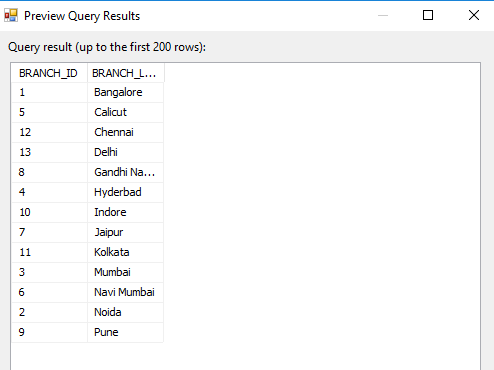 Preview Query Results
Query result (up to the first 200 rows):
BRANCH_ID BRANCH_L...
1 Bangalore
5 Calicut
12 Chennai
13 Delhi
8 Gandhi Na...
4 Hyderbad
10 Indore
7 Jaipur
11 Kolkata
3 Mumbai
6 Navi Mumbai
2 Noida
9 Pune